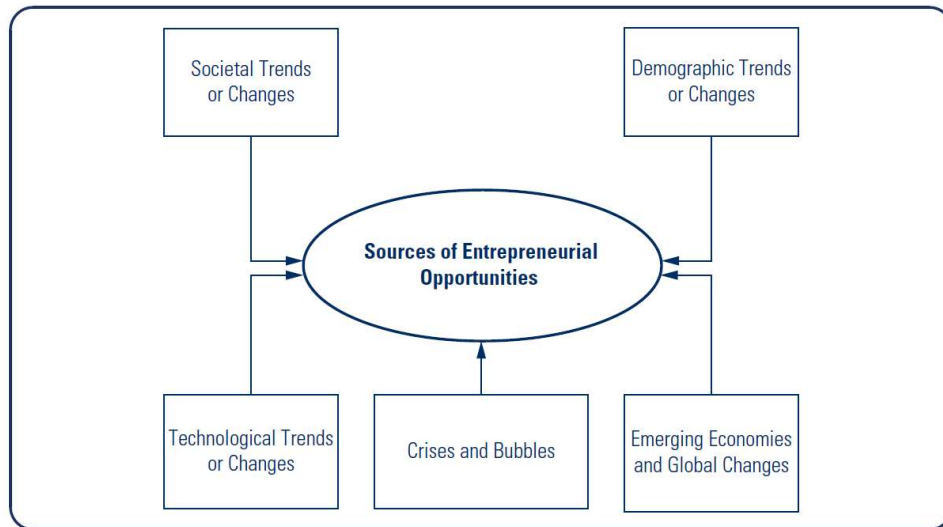 Societal Trends
or Changes
Demographic Trends
or Changes
Sources of Entrepreneurial
Opportunities
Technological Trends
or Changes
Crises and Bubbles
Emerging Economies
and Global Changes